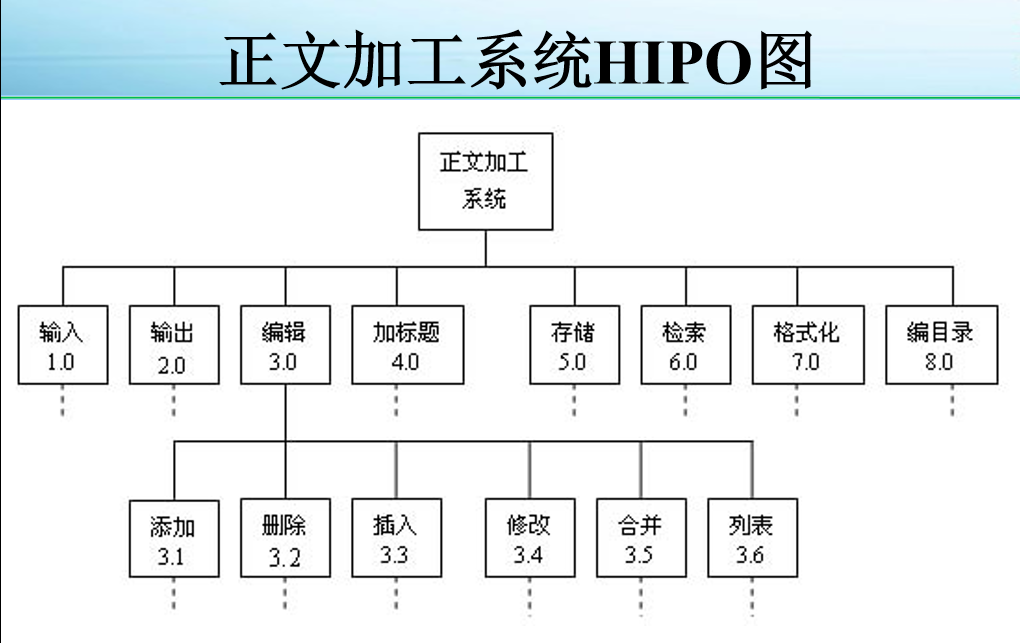 正文加工系统HIPO图
正文加工
系统
输入
1.0
输出
2.0
编辑
3.0
加标题
4.0
存储
5.0
检索
6.0
格式化
7.0
编目录
8.0
添加
3.1
删除
3.2
插入
3.3
修改
3.4
合并
3.5
列表
3.6